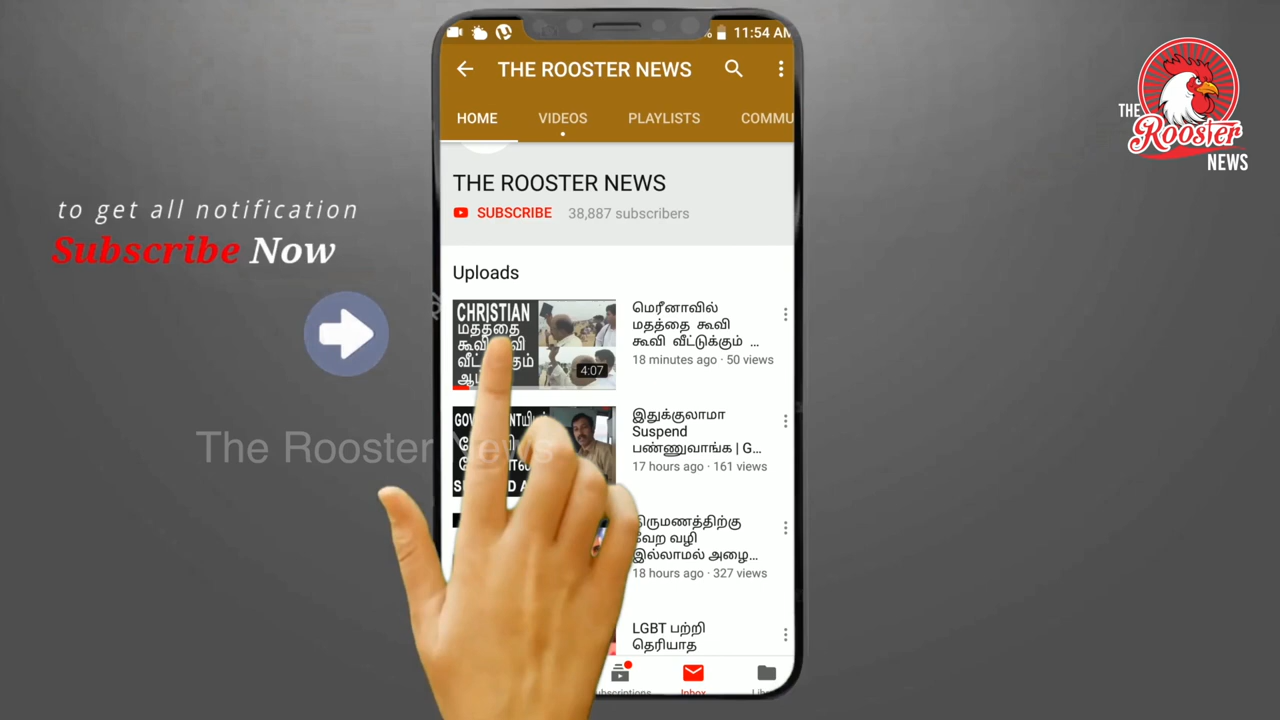 11:54 AM
THE ROOSTER NEWS
HOME VIDEOS PLAYLISTS COMMU
THE ROOSTER NEWS
SUBSCRIBE 38,887 subscribers
Uploads
CHRISTIAN
மதத்தை
கூவி
4:07
மெரீனாவில்
மதத்தை கூவி
கூவி வீட்டுக்கும் ...
18 minutes ago · 50 views
இதுக்குலாமா
Suspend
பண்ணுவாங்க | G...
17 hours ago · 161 views
திருமணத்திற்கு
வேற வழி
இல்லாமல் அழை...
18 hours ago · 327 views
LGBT பற்றி
தெரியாத
Inbox
to get all notification
Subscribe Now
The Rooster News
THE
Rooster
NEWS